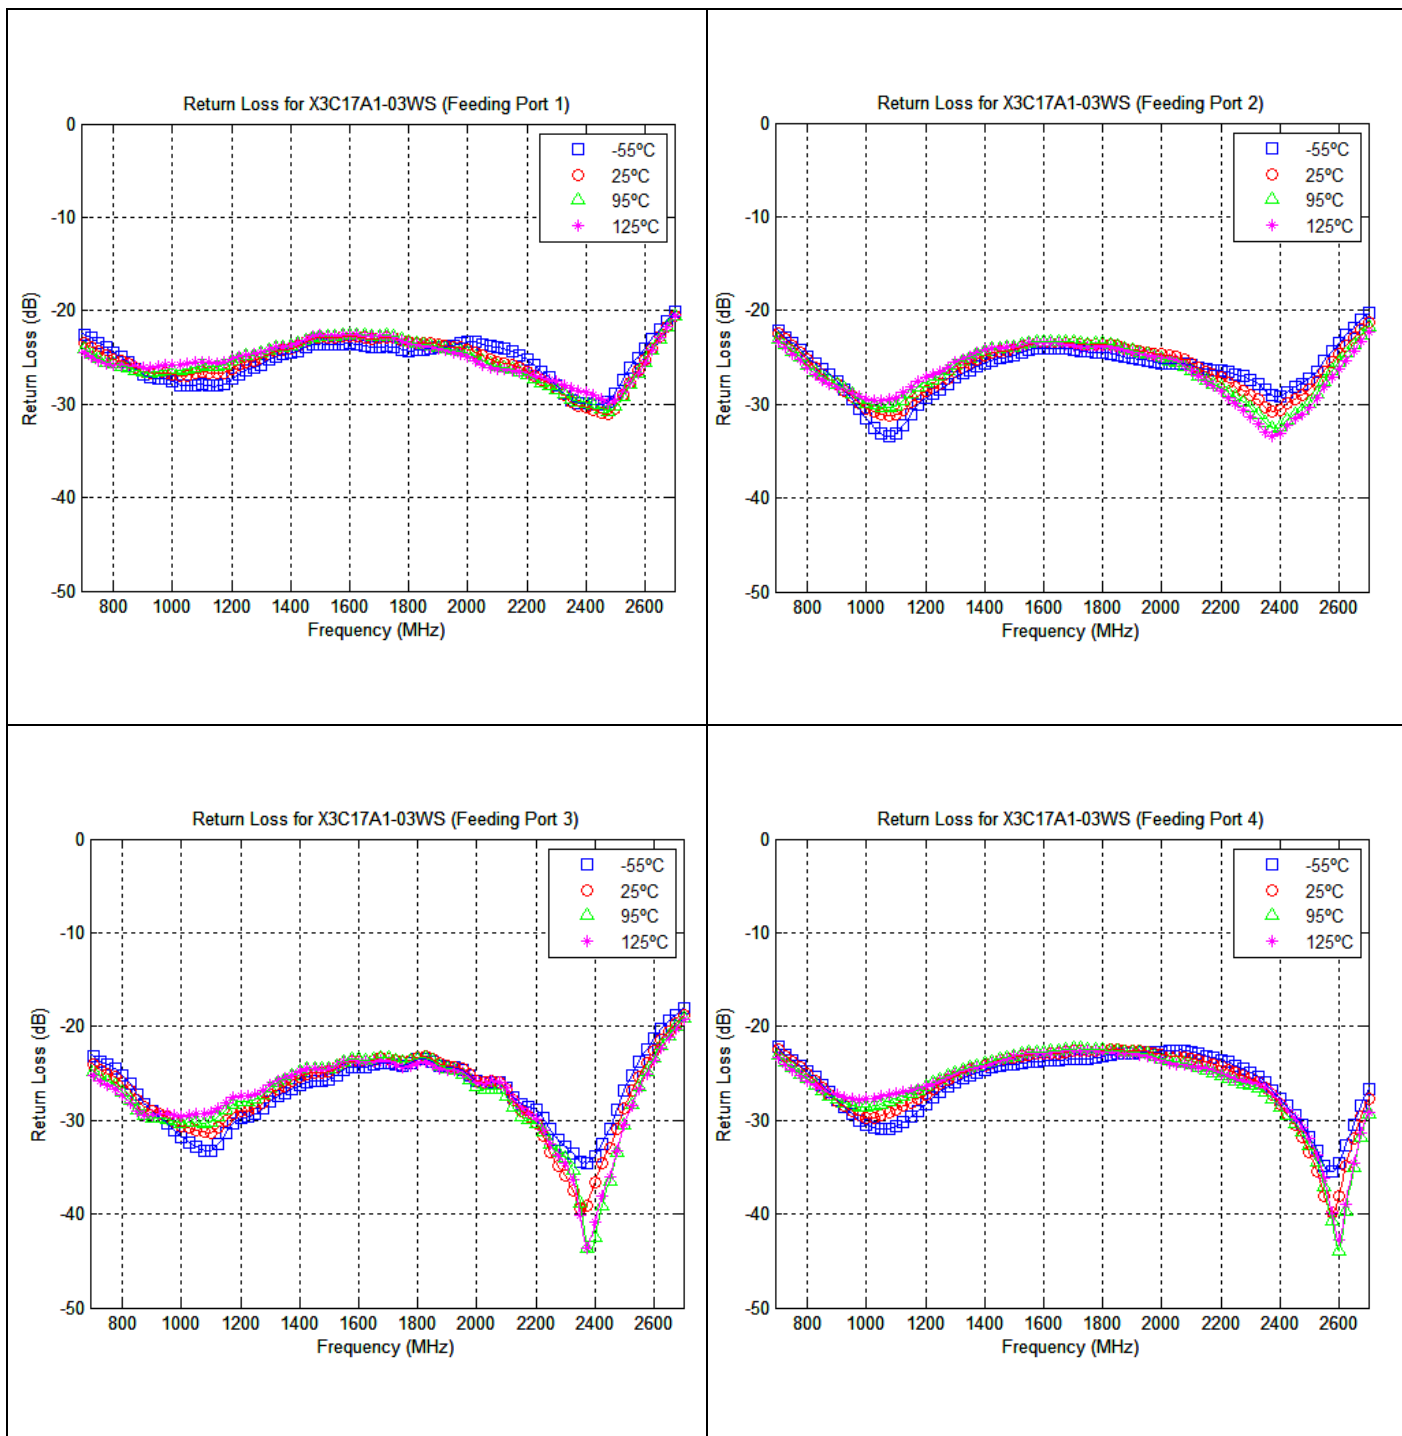 Return Loss for X3C17A1-03WS (Feeding Port 1)
0
-10
-20
-30
-40
-50
Return Loss (dB)
-55ºC
25ºC
95ºC
125ºC
800 1000 1200 1400 1600 1800 2000 2200 2400 2600
Frequency (MHz)
Return Loss for X3C17A1-03WS (Feeding Port 2)
0
-10
-20
-30
-40
-50
Return Loss (dB)
-55ºC
25ºC
95ºC
125ºC
800 1000 1200 1400 1600 1800 2000 2200 2400 2600
Frequency (MHz)
Return Loss for X3C17A1-03WS (Feeding Port 3)
0
-10
-20
-30
-40
-50
Return Loss (dB)
-55ºC
25ºC
95ºC
125ºC
800 1000 1200 1400 1600 1800 2000 2200 2400 2600
Frequency (MHz)
Return Loss for X3C17A1-03WS (Feeding Port 4)
0
-10
-20
-30
-40
-50
Return Loss (dB)
-55ºC
25ºC
95ºC
125ºC
800 1000 1200 1400 1600 1800 2000 2200 2400 2600
Frequency (MHz)